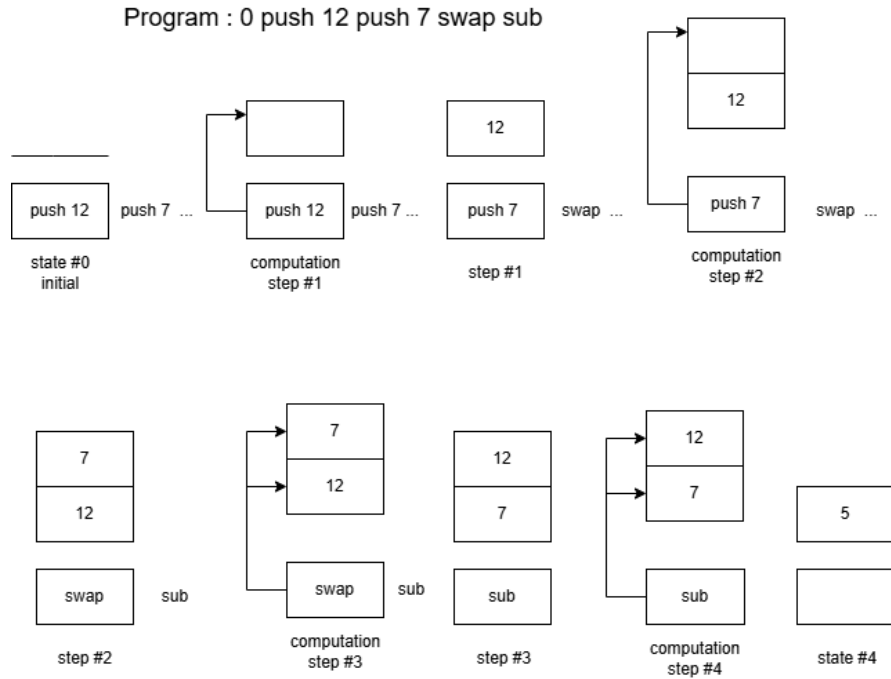 Program : 0 push 12 push 7 swap sub
12
12
push 12 push 7 ...
push 12 push 7 ...
push 7 swap ...
push 7 swap ...
state #0
initial
computation
step #1
step #1
computation
step #2
7
12
7
12
12
7
12
7
5
swap sub
swap sub
sub
sub
step #2
computation
step #3
step #3
computation
step #4
state #4